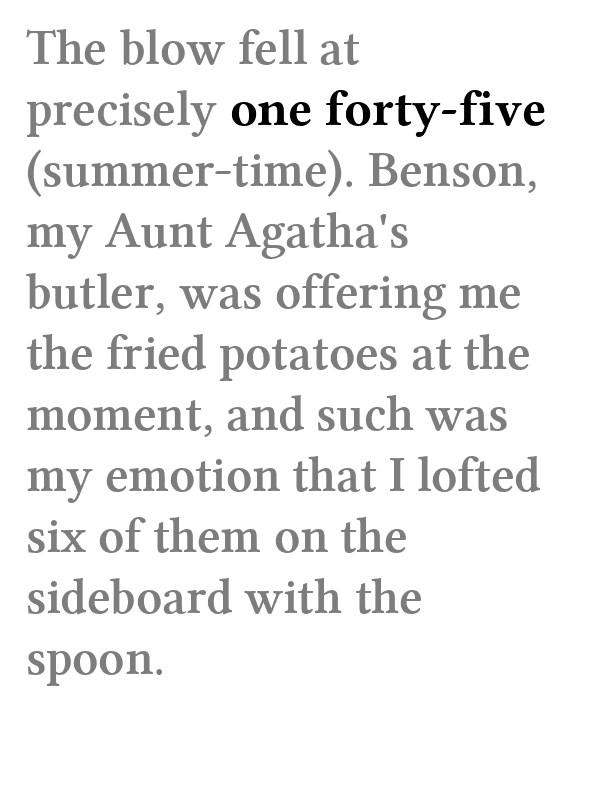 The blow fell at
precisely one forty-five
(summer-time). Benson,
my Aunt Agatha's
butler, was offering me
the fried potatoes at the
moment, and such was
my emotion that I lofted
six of them on the
sideboard with the
spoon.